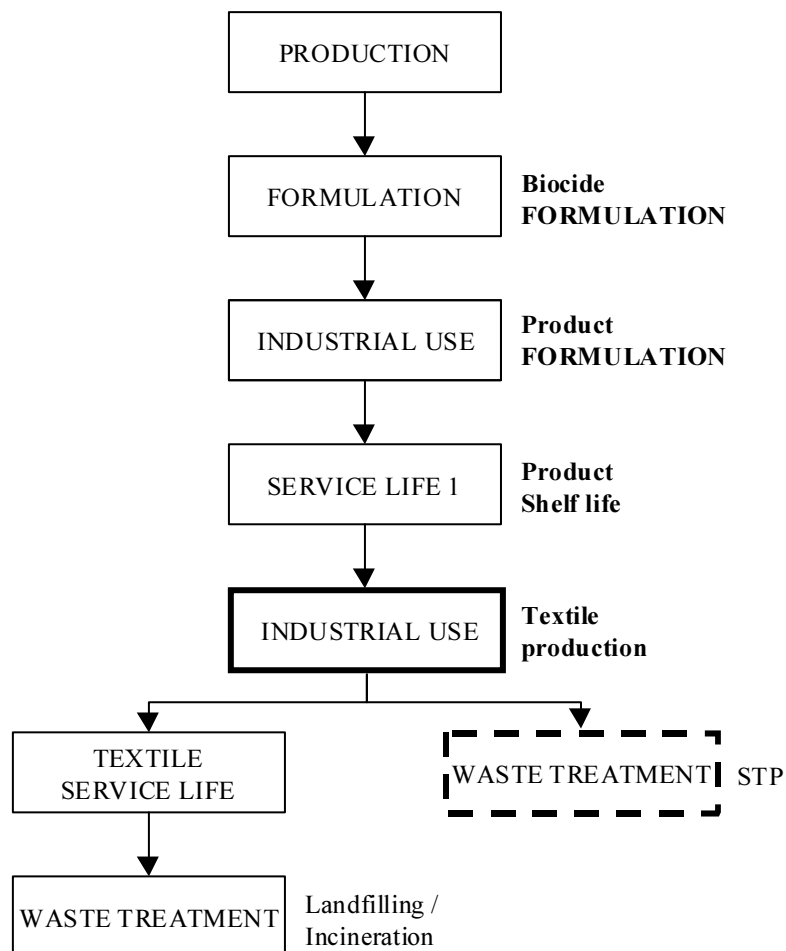 PRODUCTION
FORMULATION
Biocide
FORMULATION
INDUSTRIAL USE
Product
FORMULATION
SERVICE LIFE 1
Product
Shelf life
INDUSTRIAL USE
Textile
production
TEXTILE
SERVICE LIFE
WASTE TREATMENT
STP
WASTE TREATMENT
Landfilling /
Incineration